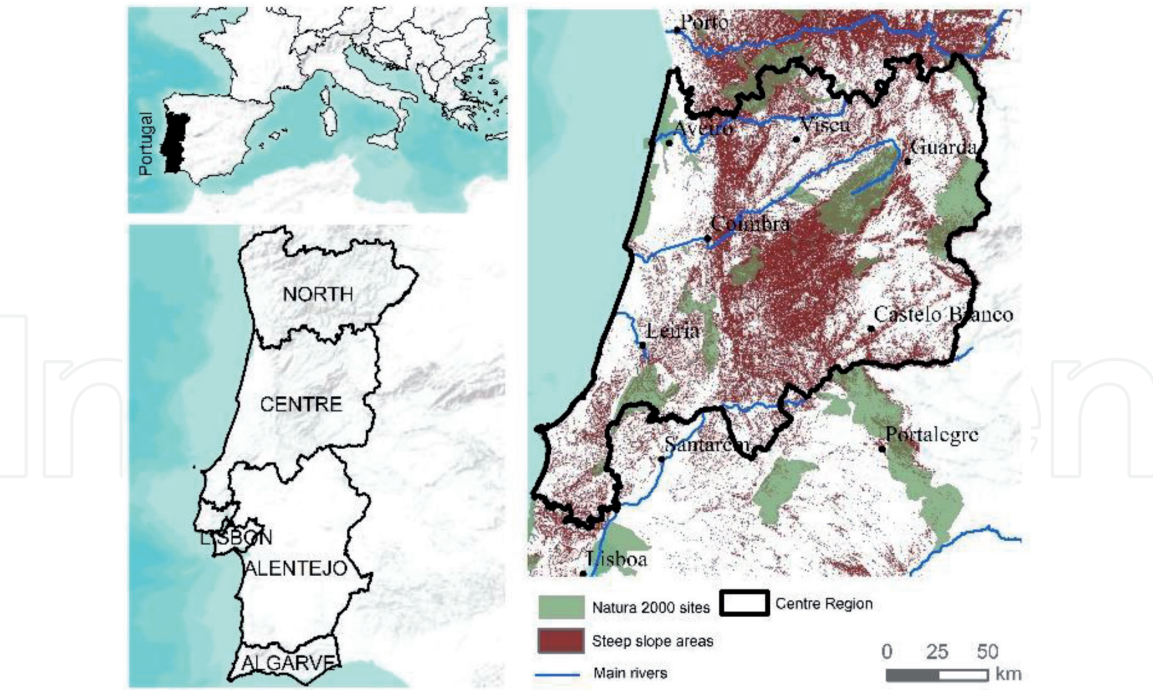 Portugal
NORTH
CENTRE
LISBON
ALENTEJO
ALGARVE
Porto
Aveiro
Viseu
Guarda
Coimbra
Castelo Branco
Leiria
Portalegre
Santarém
Lisboa
Natura 2000 sites
Centre Region
Steep slope areas
Main rivers
0 25 50
km